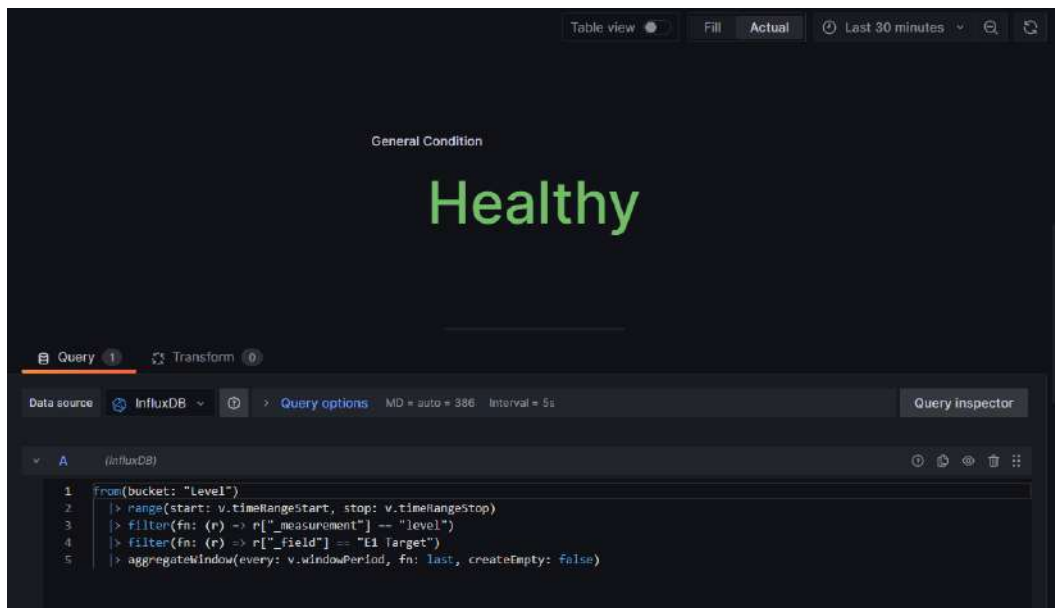 Table view Fill Actual Last 30 minutes
General Condition
Healthy
Query 1 Transform 0
Data source InfluxDB > Query options MD = auto = 386 Interval = 5s Query inspector
A (InfluxDB)
1 from(bucket: "Level")
2 |> range(start: v.timeRangeStart, stop: v.timeRangeStop)
3 |> filter(fn: (r) => r["_measurement"] == "level")
4 |> filter(fn: (r) => r["_field"] == "E1 Target")
5 |> aggregateWindow(every: v.windowPeriod, fn: last, createEmpty: false)